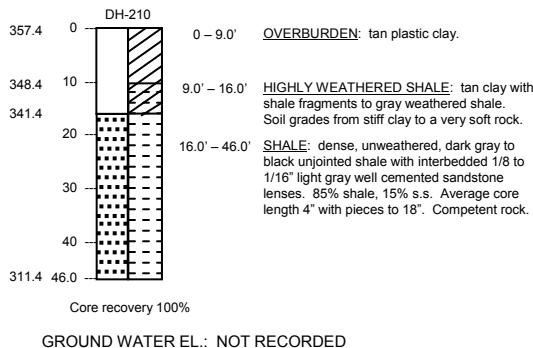 DH-210
357.4 0 0 – 9.0’ OVERBURDEN: tan plastic clay.
348.4 10 9.0’ – 16.0’ HIGHLY WEATHERED SHALE: tan clay with
shale fragments to gray weathered shale.
341.4
Soil grades from stiff clay to a very soft rock.
20 16.0’ – 46.0’ SHALE: dense, unweathered, dark gray to
black unjointed shale with interbedded 1/8 to
1/16” light gray well cemented sandstone
30
lenses. 85% shale, 15% s.s. Average core
length 4” with pieces to 18”. Competent rock.
40
311.4 46.0
Core recovery 100%
GROUND WATER EL.: NOT RECORDED